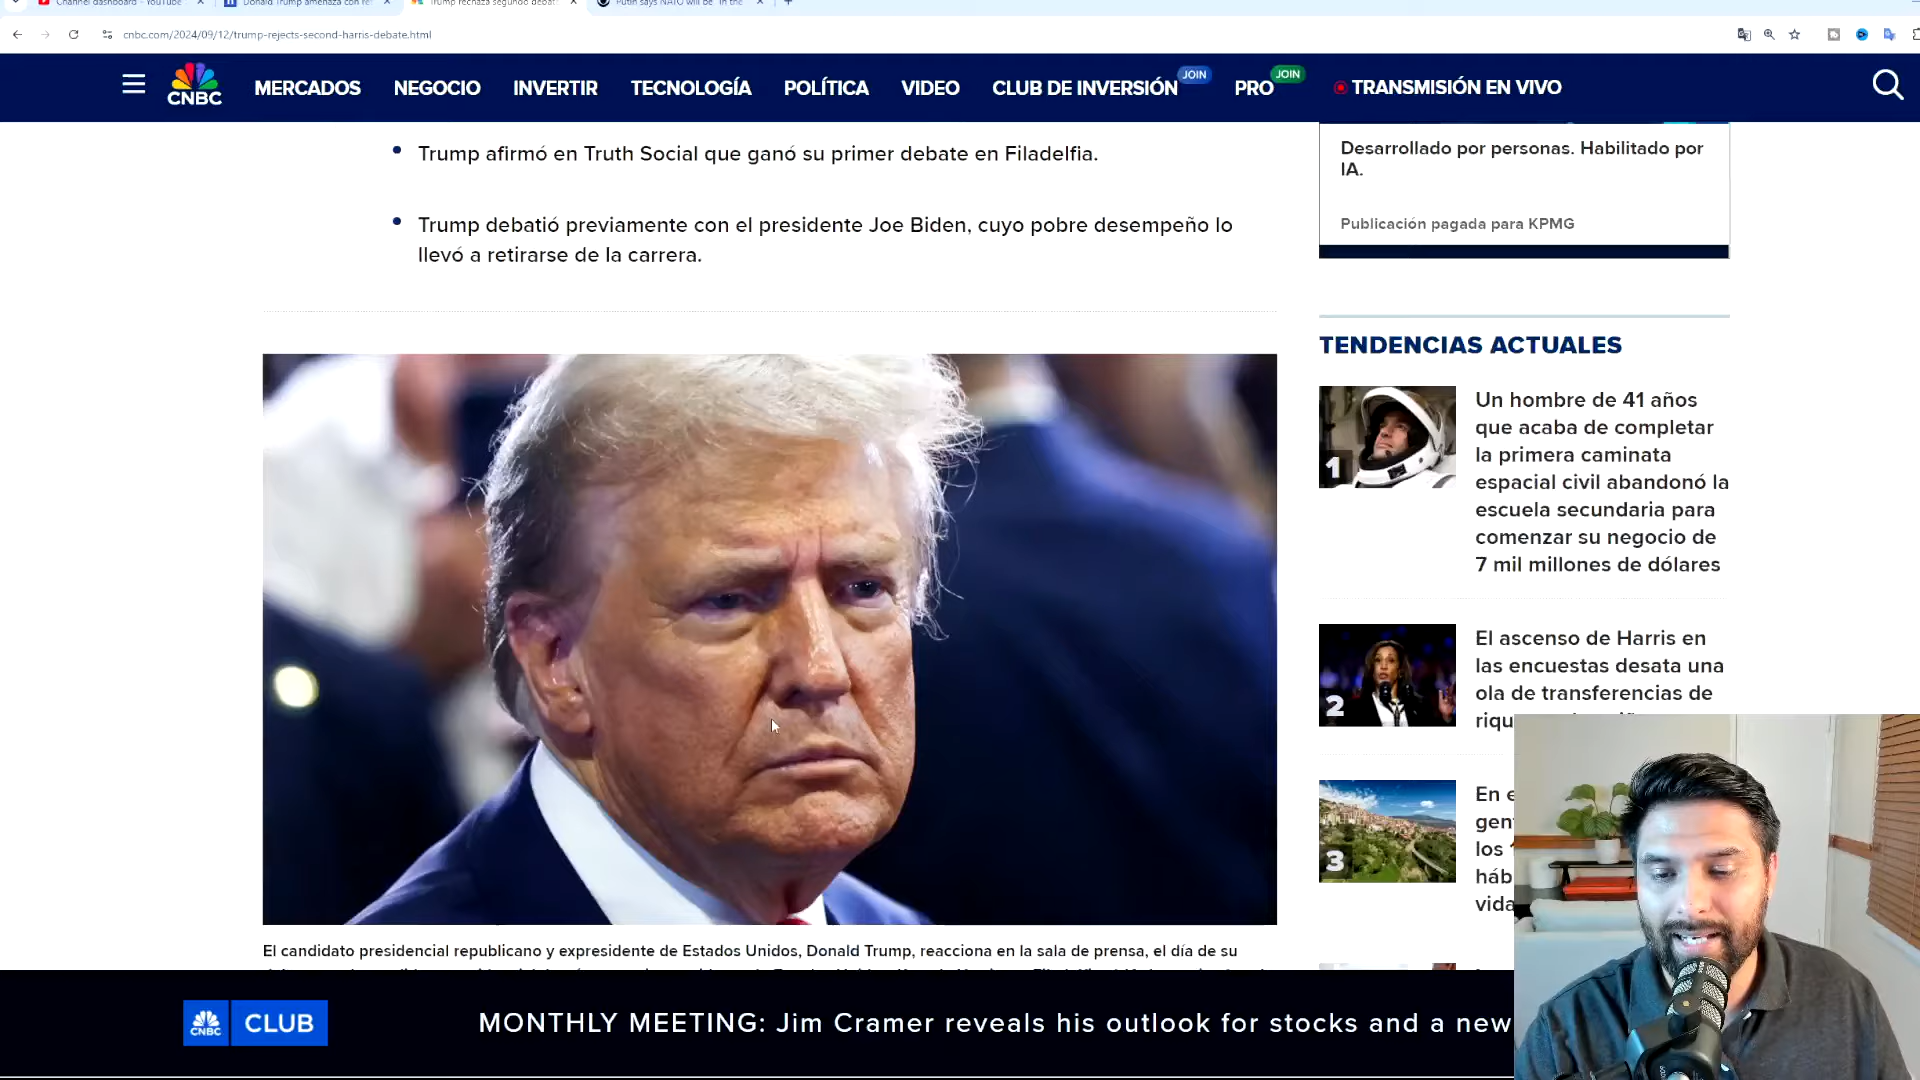 Channel dashboard - YouTube
Donald Trump amenaza con re
Trump rechaza segundo debat
Putin says NATO will be 'in the
cnbc.com/2024/09/12/trump-rejects-second-harris-debate.html
CNBC
MERCADOS
NEGOCIO
INVERTIR
TECNOLOGÍA
POLÍTICA
VIDEO
CLUB DE INVERSIÓN
JOIN
PRO
JOIN
TRANSMISIÓN EN VIVO
Trump afirmó en Truth Social que ganó su primer debate en Filadelfia.
Trump debatió previamente con el presidente Joe Biden, cuyo pobre desempeño lo
llevó a retirarse de la carrera.
El candidato presidencial republicano y expresidente de Estados Unidos, Donald Trump, reacciona en la sala de prensa, el día de su
Desarrollado por personas. Habilitado por
IA.
Publicación pagada para KPMG
TENDENCIAS ACTUALES
1
Un hombre de 41 años
que acaba de completar
la primera caminata
espacial civil abandonó la
escuela secundaria para
comenzar su negocio de
7 mil millones de dólares
2
El ascenso de Harris en
las encuestas desata una
ola de transferencias de
riqu
3
En e
gen
los
háb
vida
CNBC
CLUB
MONTHLY MEETING: Jim Cramer reveals his outlook for stocks and a new